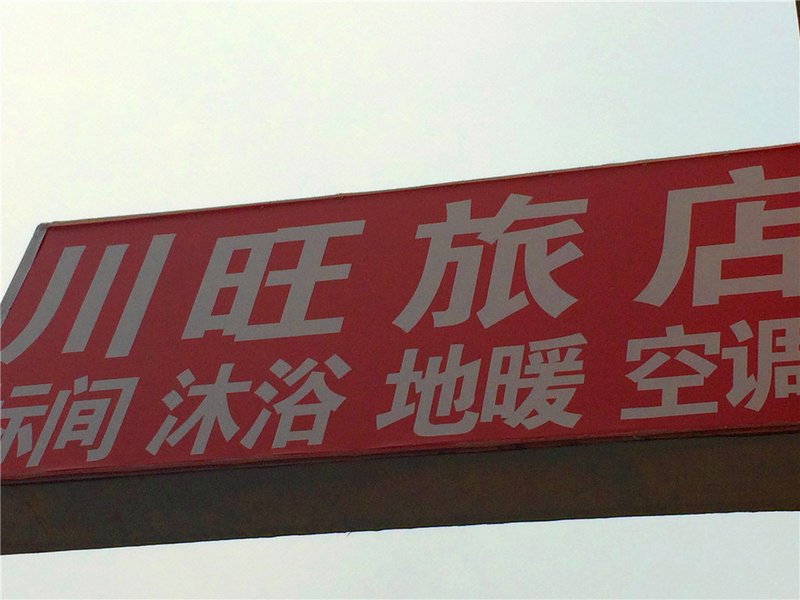 川旺旅店
标间 沐浴 地暖 空调